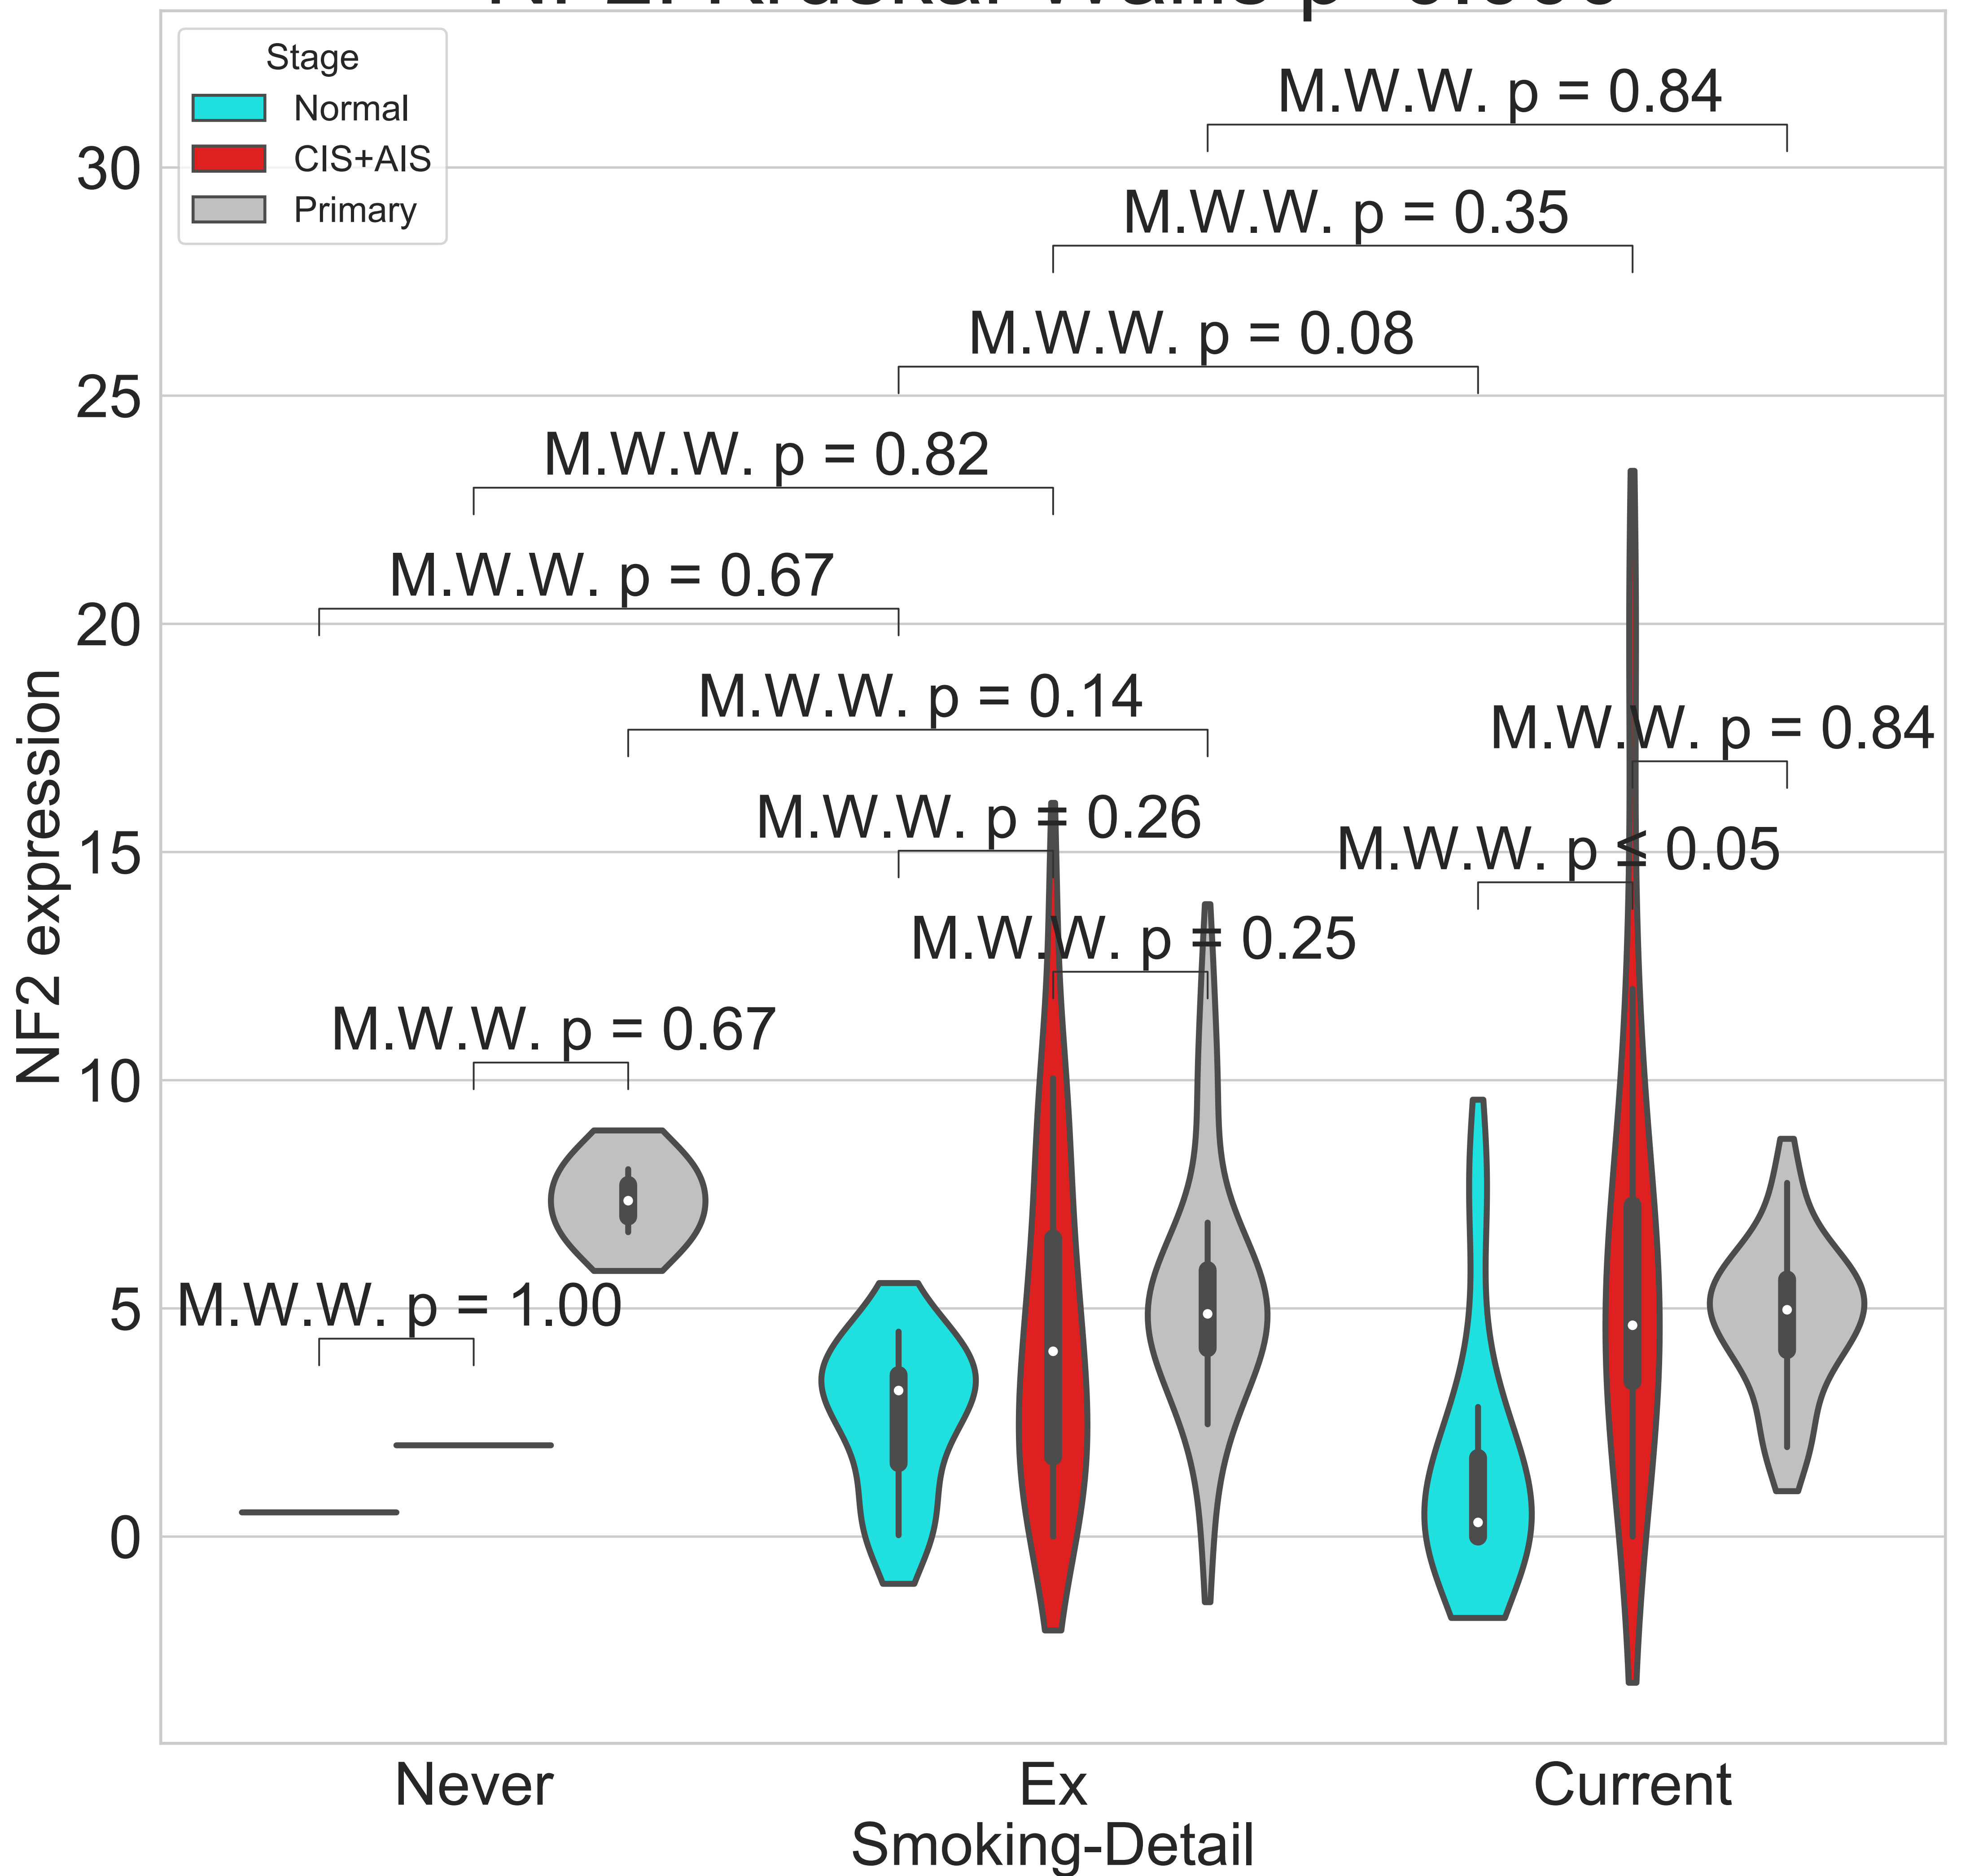 Stage
Normal
CIS+AIS
Primary
M.W.W. p = 0.84
M.W.W. p = 0.35
M.W.W. p = 0.08
M.W.W. p = 0.82
M.W.W. p = 0.67
M.W.W. p = 0.14
M.W.W. p = 0.84
M.W.W. p = 0.26
M.W.W. p < 0.05
M.W.W. p = 0.25
M.W.W. p = 0.67
M.W.W. p = 1.00
30
25
20
15
10
5
0
NF2 expression
Never
Ex
Current
Smoking-Detail